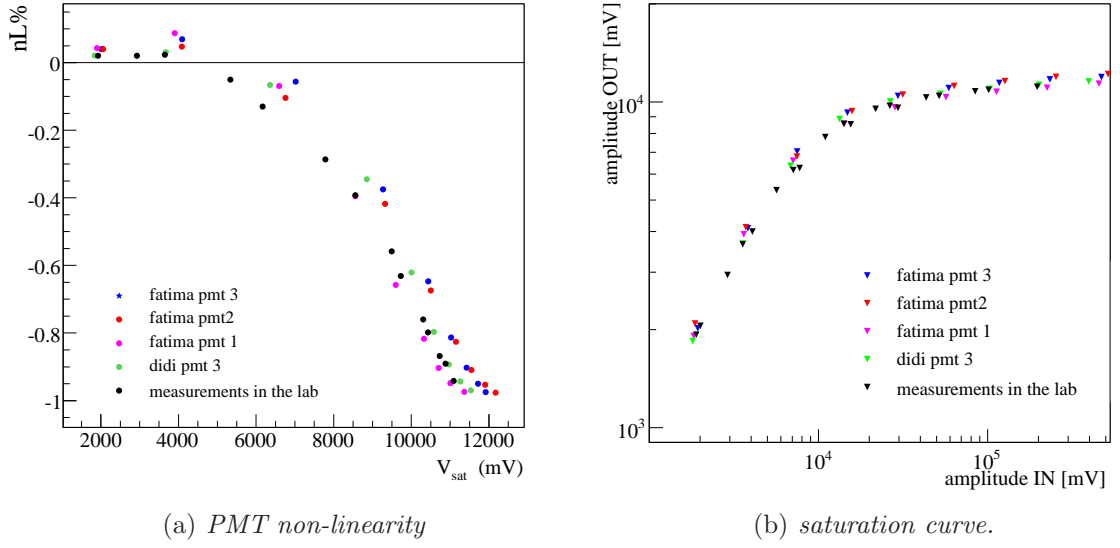 nL%
0
-0.2
-0.4
-0.6
-0.8
-1
2000 4000 6000 8000 10000 12000
V_sat (mV)
fatima pmt 3
fatima pmt2
fatima pmt 1
didi pmt 3
measurements in the lab
(a) PMT non-linearity
amplitude OUT [mV]
10^4
10^3
10^4 10^5
amplitude IN [mV]
fatima pmt 3
fatima pmt2
fatima pmt 1
didi pmt 3
measurements in the lab
(b) saturation curve.